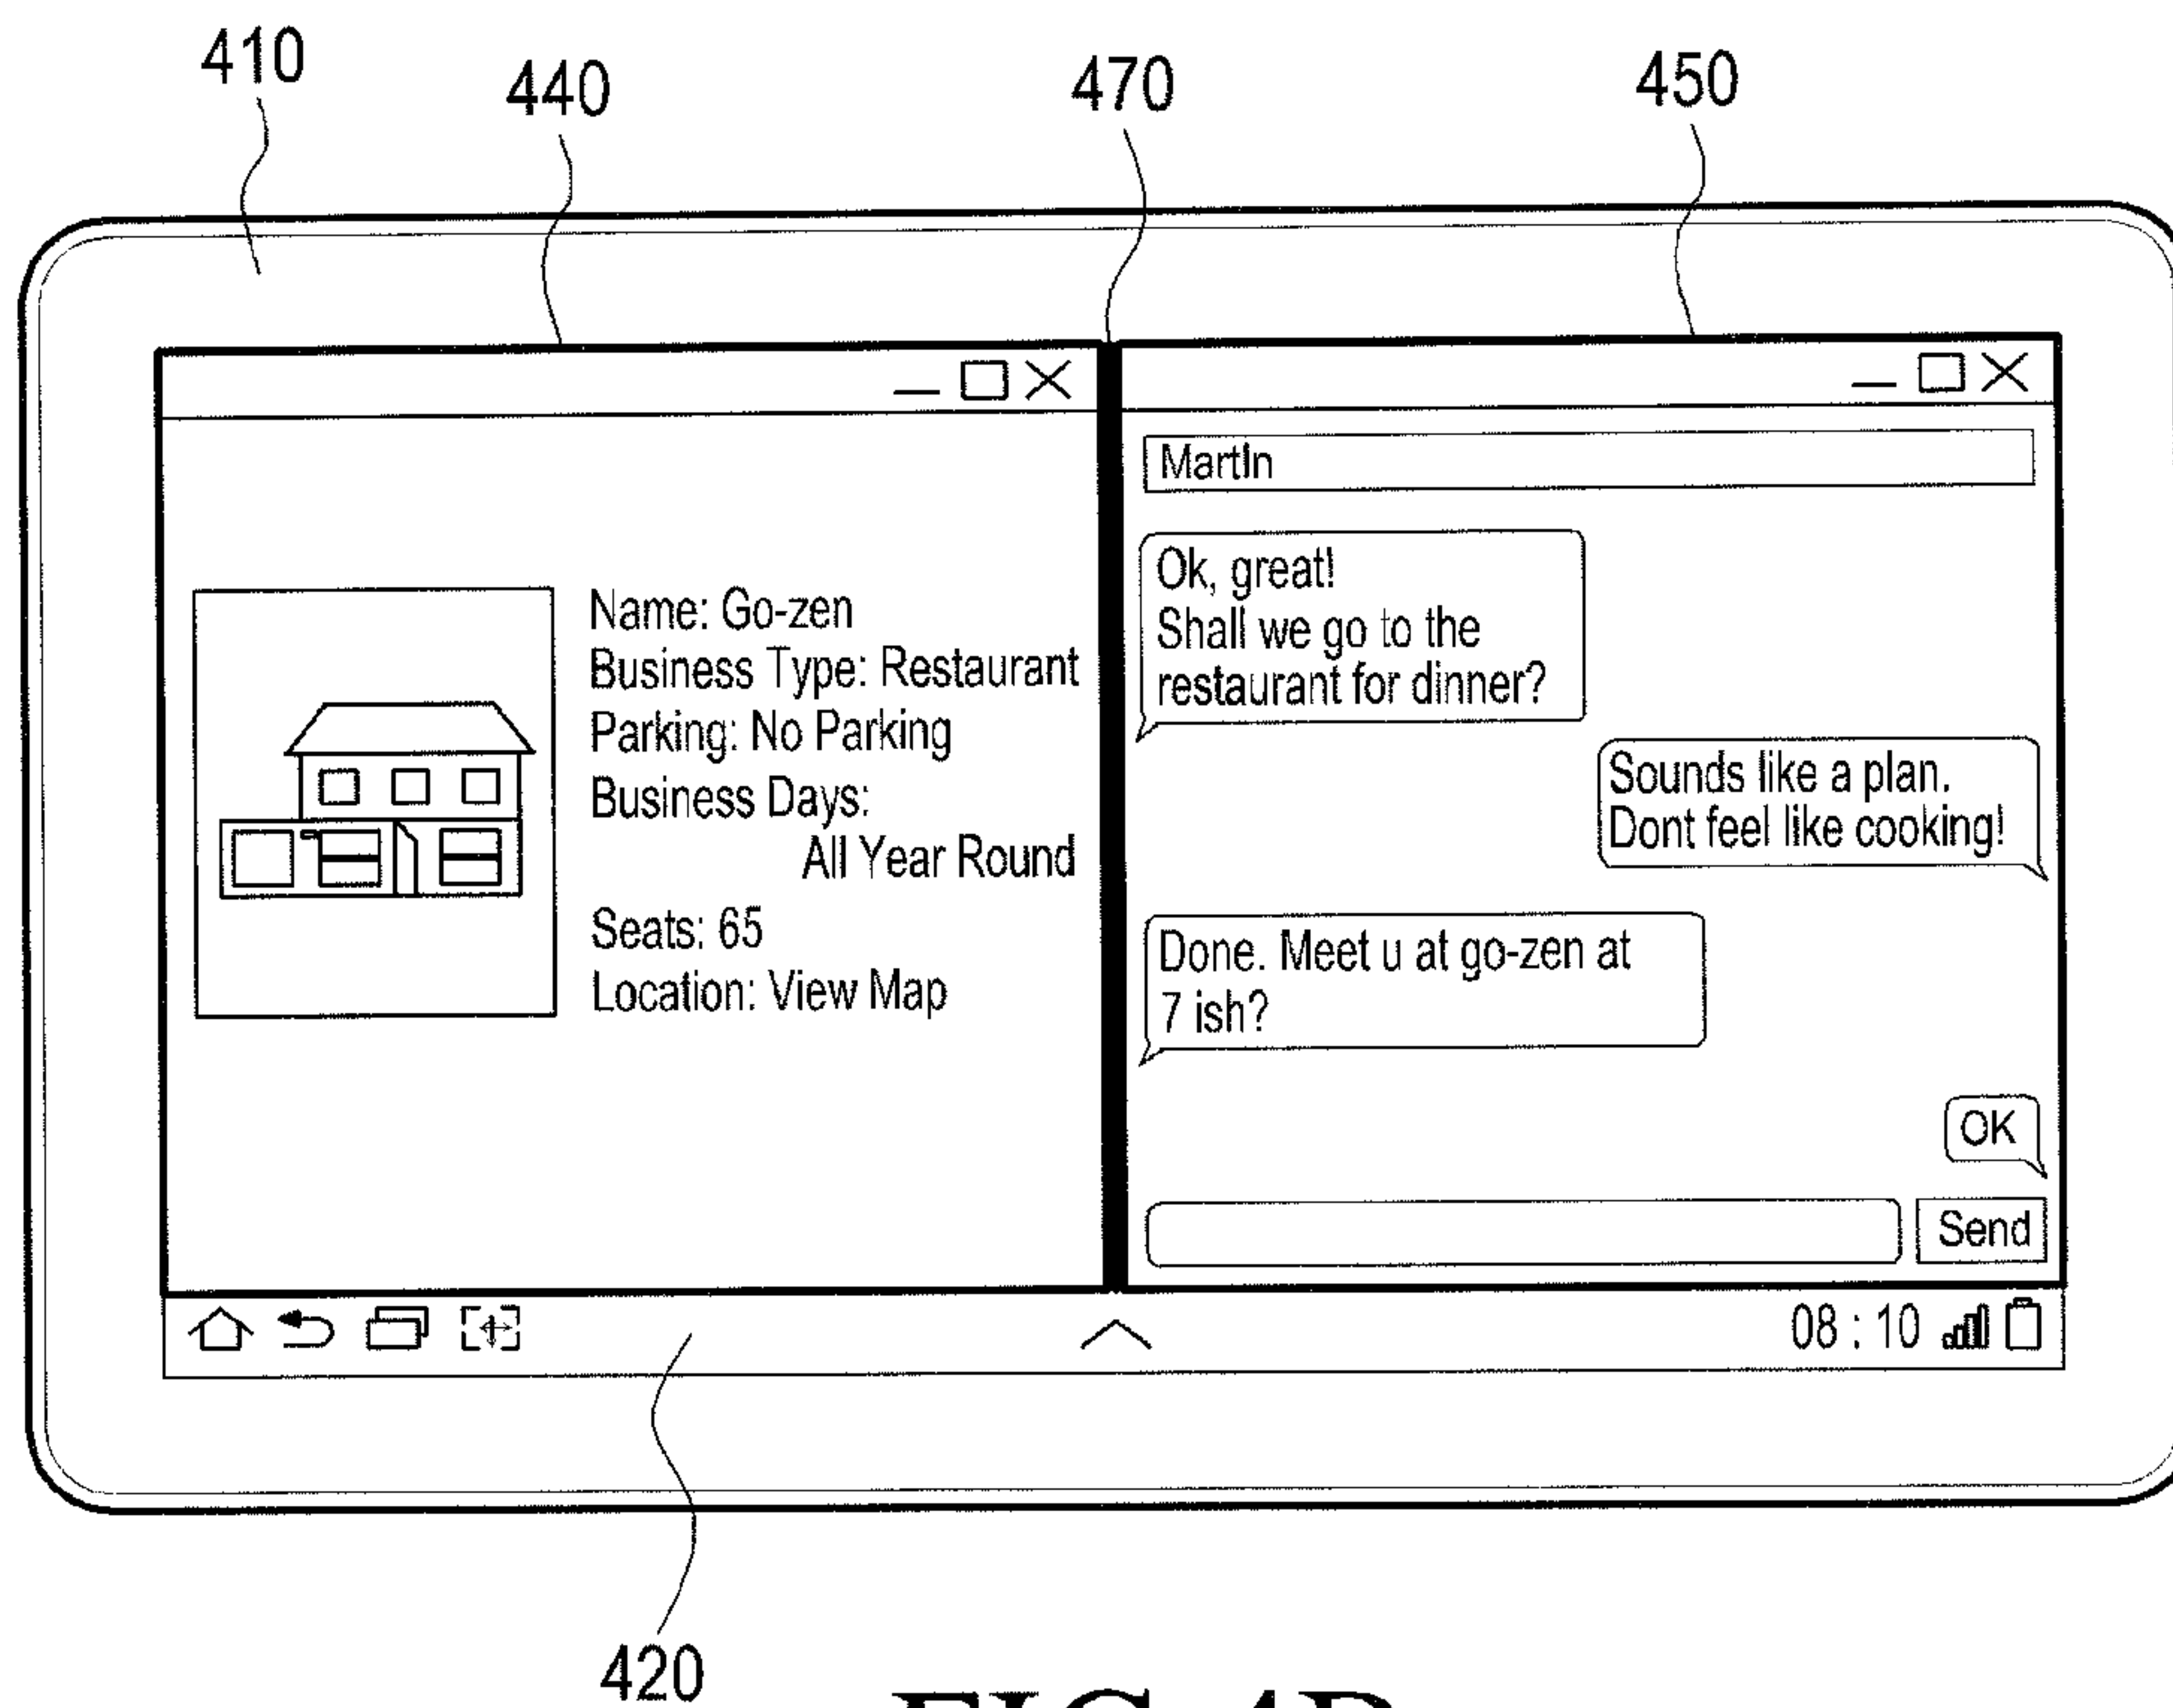 410
440
470
450
MartIn
Ok, great!
Shall we go to the
restaurant for dinner?
Sounds like a plan.
Dont feel like cooking!
Done. Meet u at go-zen at
7 ish?
OK
Send
Name: Go-zen
Business Type: Restaurant
Parking: No Parking
Business Days:
All Year Round
Seats: 65
Location: View Map
08 : 10
420